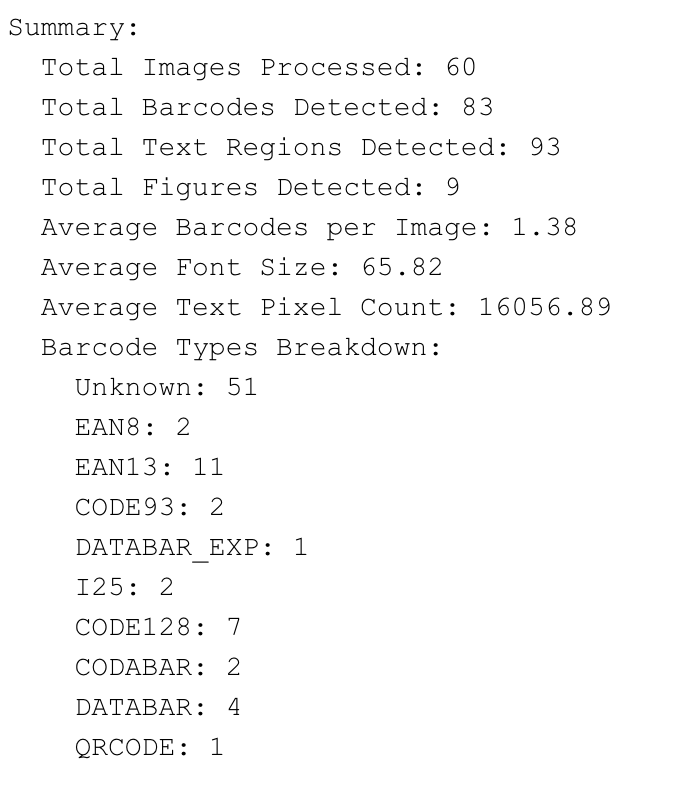 Summary:
Total Images Processed: 60
Total Barcodes Detected: 83
Total Text Regions Detected: 93
Total Figures Detected: 9
Average Barcodes per Image: 1.38
Average Font Size: 65.82
Average Text Pixel Count: 16056.89
Barcode Types Breakdown:
Unknown: 51
EAN8: 2
EAN13: 11
CODE93: 2
DATABAR_EXP: 1
I25: 2
CODE128: 7
CODABAR: 2
DATABAR: 4
QRCODE: 1